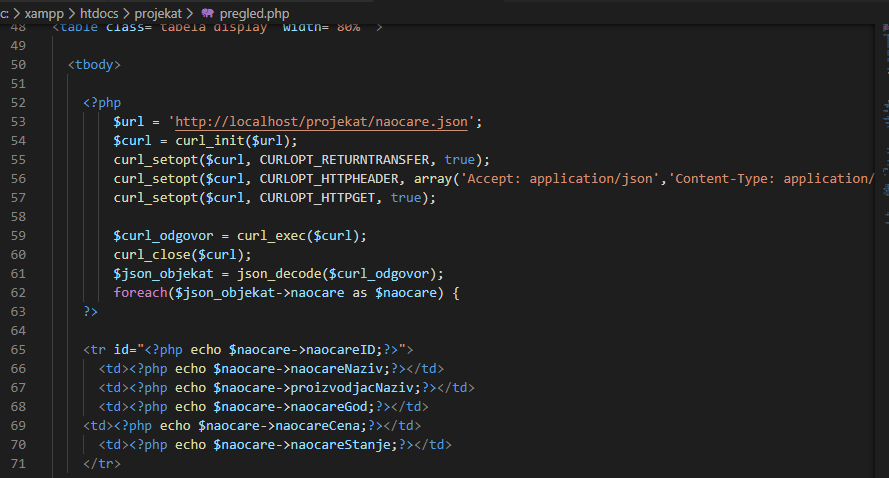 c: > xampp > htdocs > projekat > pregled.php
48 <table class="tabela display" width="80%" >
49
50 <tbody>
51
52 <?php
53 $url = 'http://localhost/projekat/naocare.json';
54 $curl = curl_init($url);
55 curl_setopt($curl, CURLOPT_RETURNTRANSFER, true);
56 curl_setopt($curl, CURLOPT_HTTPHEADER, array('Accept: application/json','Content-Type: application/
57 curl_setopt($curl, CURLOPT_HTTPGET, true);
58
59 $curl_odgovor = curl_exec($curl);
60 curl_close($curl);
61 $json_objekat = json_decode($curl_odgovor);
62 foreach($json_objekat->naocare as $naocare) {
63 ?>
64
65 <tr id="<?php echo $naocare->naocareID;?>">
66 <td><?php echo $naocare->naocareNaziv;?></td>
67 <td><?php echo $naocare->proizvodjacNaziv;?></td>
68 <td><?php echo $naocare->naocareGod;?></td>
69 <td><?php echo $naocare->naocareCena;?></td>
70 <td><?php echo $naocare->naocareStanje;?></td>
71 </tr>